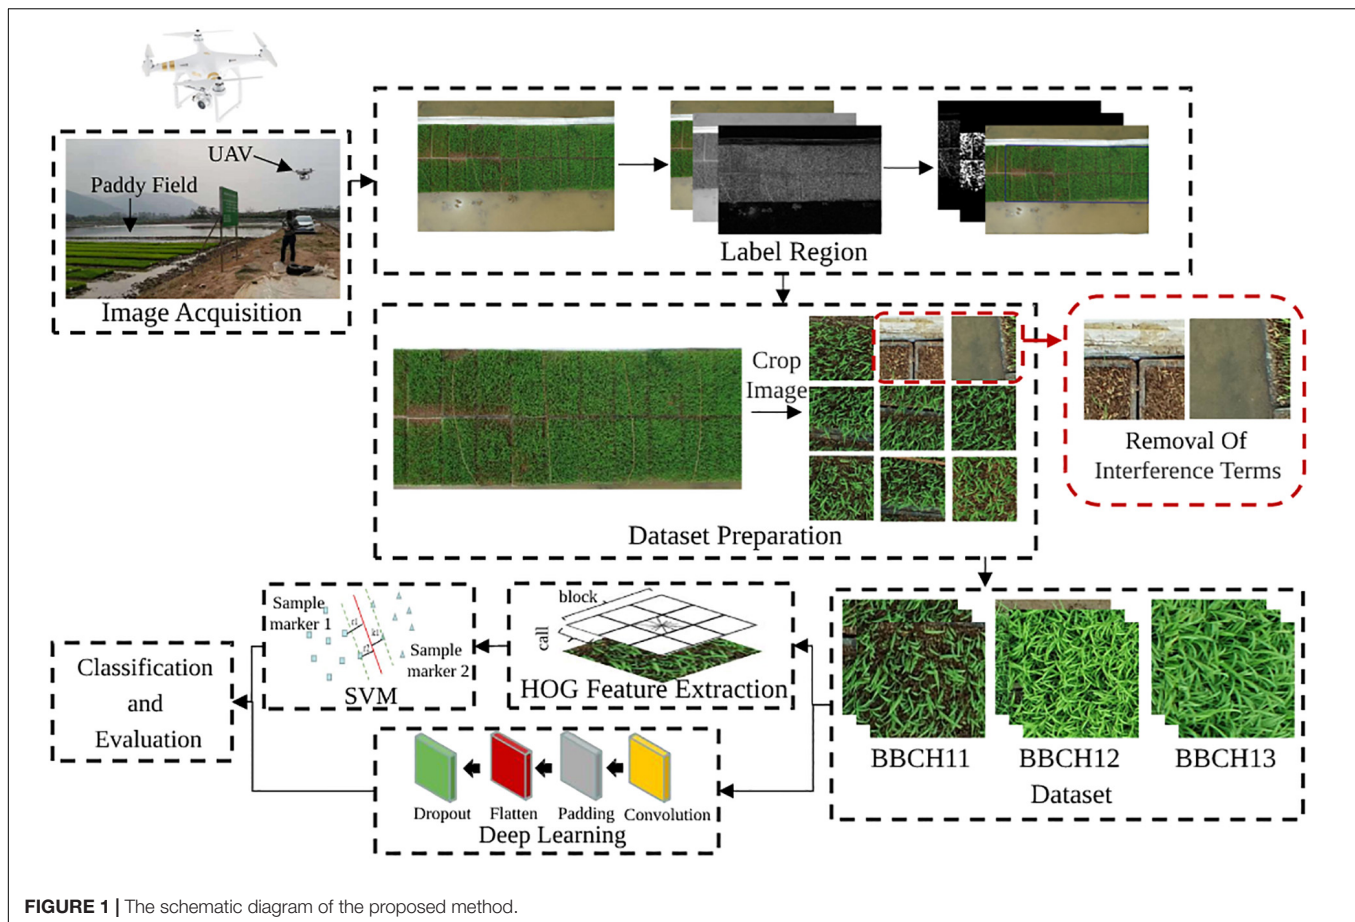 UAV
Paddy Field
Image Acquisition
Label Region
Crop
Image
Dataset Preparation
Removal Of
Interference Terms
BBCH11
BBCH12
BBCH13
Dataset
block
call
HOG Feature Extraction
Sample
marker 1
Sample
marker 2
SVM
Dropout
Flatten
Padding
Convolution
Deep Learning
Classification
and
Evaluation
FIGURE 1 | The schematic diagram of the proposed method.